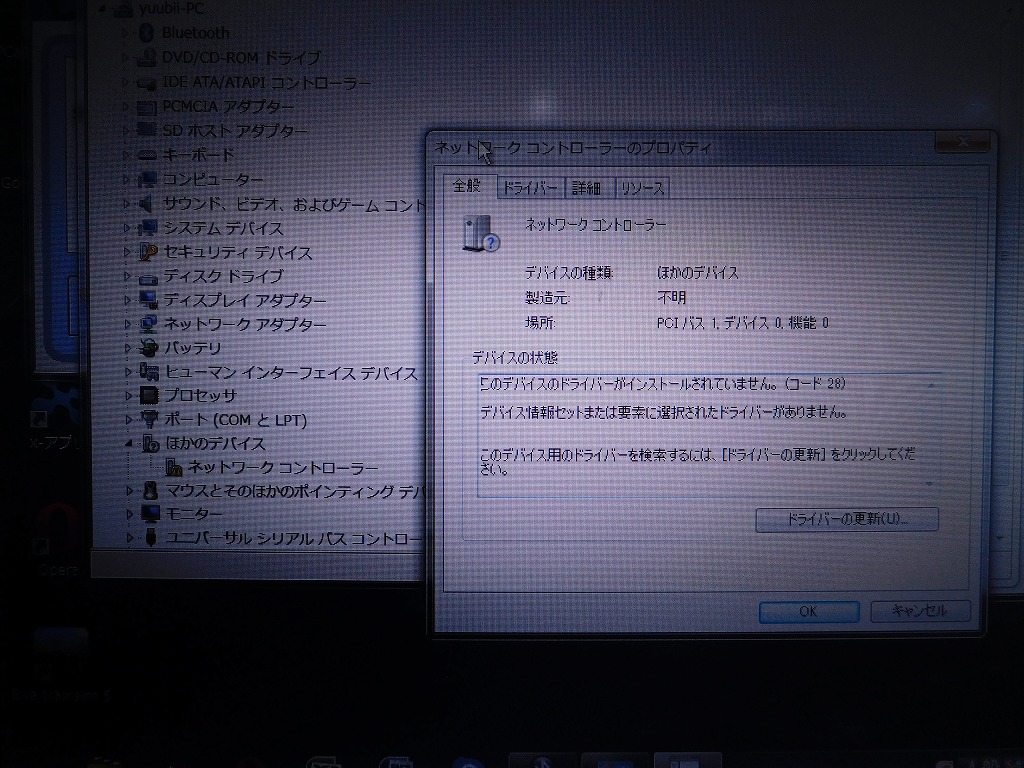 yuubii-PC
Bluetooth
DVD/CD-ROM ドライブ
IDE ATA/ATAPI コントローラー
PCMCIA アダプター
SD ホスト アダプター
キーボード
コンピューター
サウンド、ビデオ、およびゲーム コント
システム デバイス
セキュリティ デバイス
ディスク ドライブ
ディスプレイ アダプター
ネットワーク アダプター
バッテリ
ヒューマン インターフェイス デバイス
プロセッサ
ポート (COM と LPT)
ほかのデバイス
ネットワーク コントローラー
マウスとそのほかのポインティング デバ
モニター
ユニバーサル シリアル バス コントロー
ネットワーク コントローラーのプロパティ
全般 ドライバー 詳細 リソース
ネットワーク コントローラー
デバイスの種類: ほかのデバイス
製造元: 不明
場所: PCI バス 1, デバイス 0, 機能 0
デバイスの状態
このデバイスのドライバーがインストールされていません。(コード 28)
デバイス情報セットまたは要素に選択されたドライバーがありません。
このデバイス用のドライバーを検索するには、[ドライバーの更新] をクリックしてくだ
さい。
ドライバーの更新(U)...
OK キャンセル
x-アプ
Opera